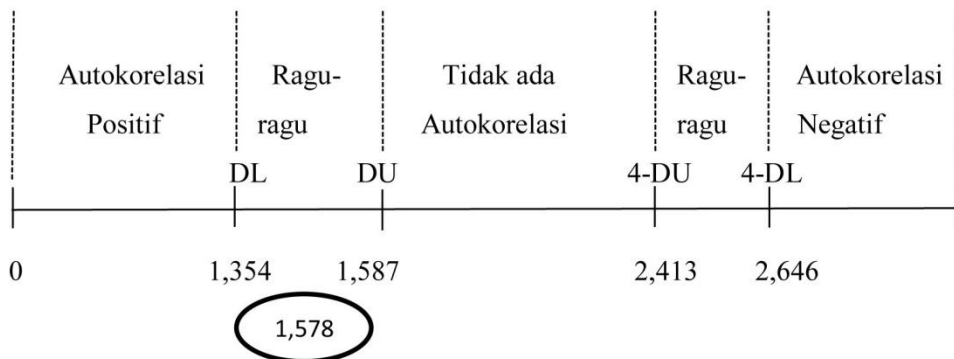 Autokorelasi Ragu- Tidak ada Ragu- Autokorelasi
Positif ragu Autokorelasi ragu Negatif
DL DU 4-DU 4-DL
0 1,354 1,587 2,413 2,646
1,578